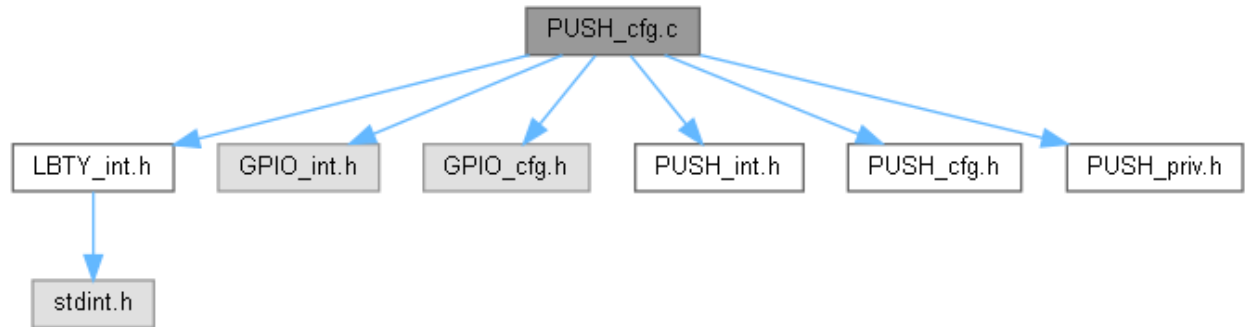 PUSH_cfg.c
LBTY_int.h
GPIO_int.h
GPIO_cfg.h
PUSH_int.h
PUSH_cfg.h
PUSH_priv.h
stdint.h